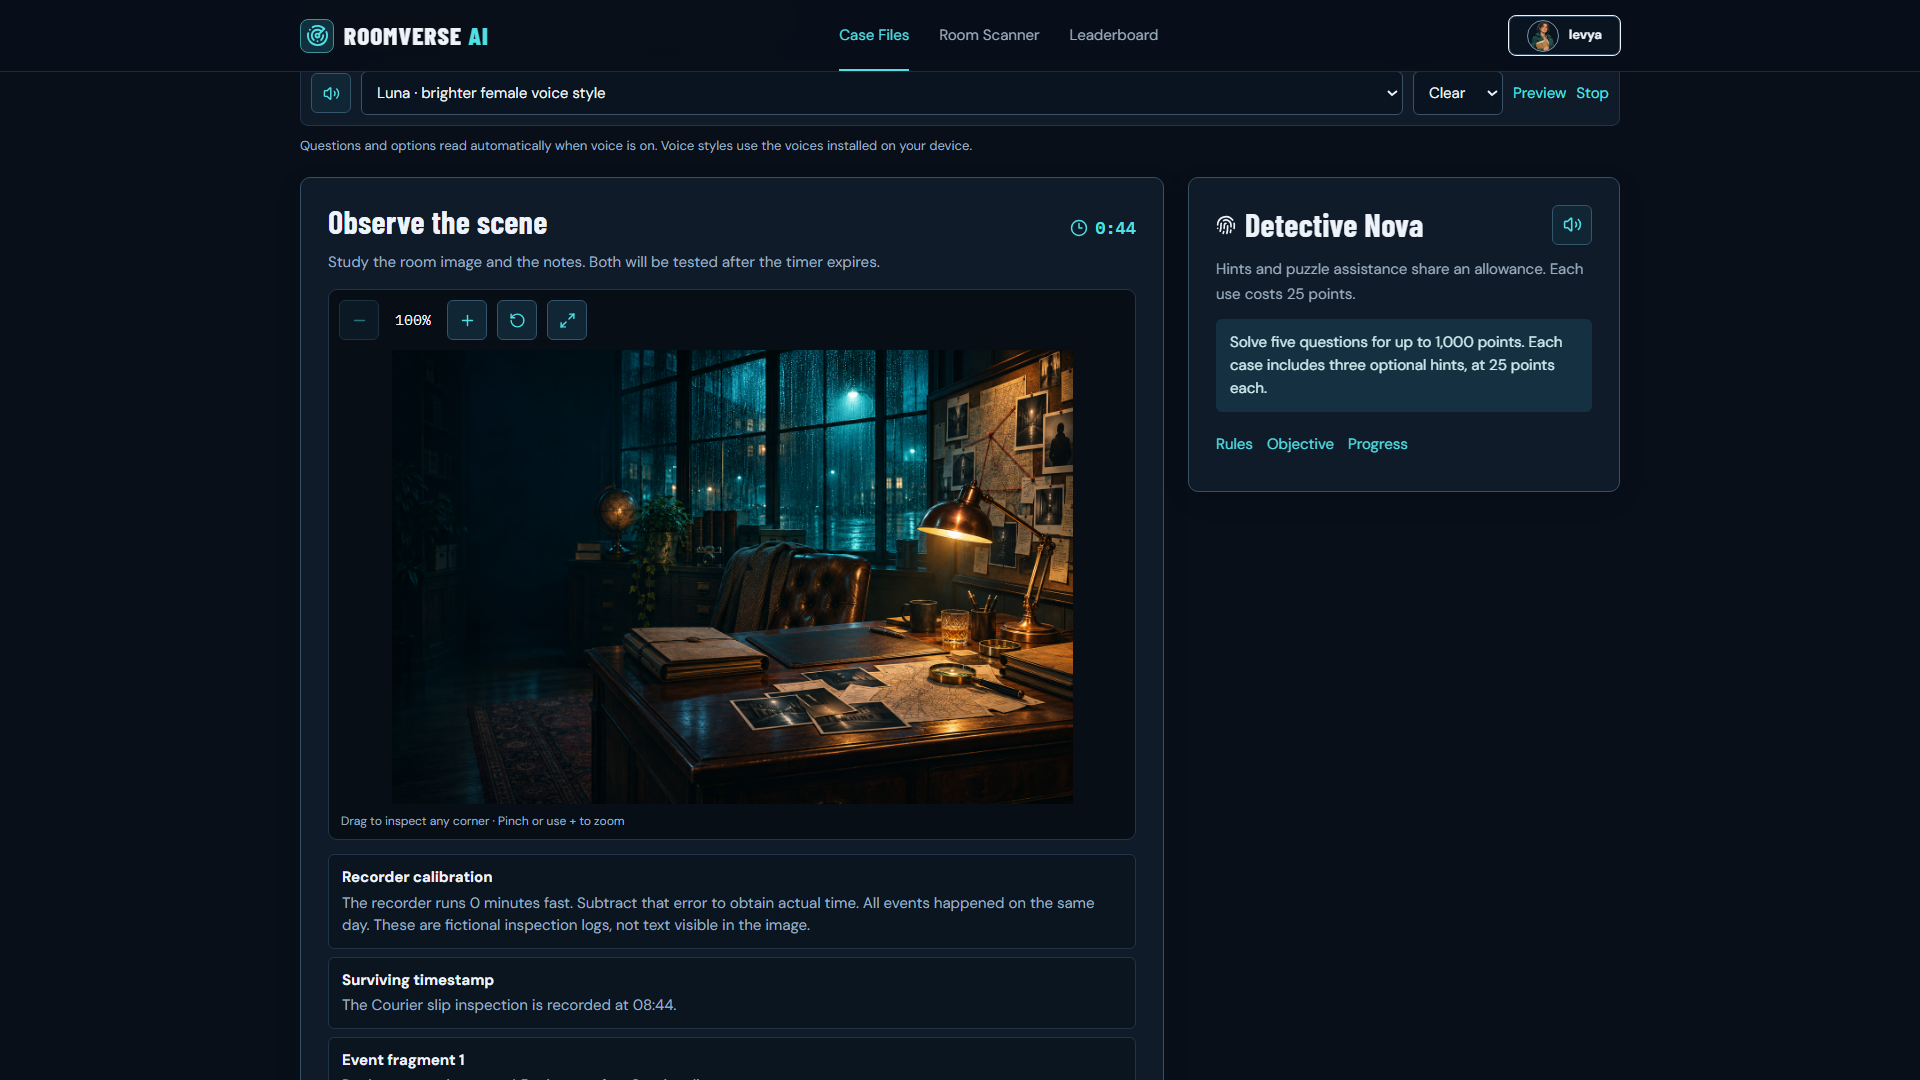 ROOMVERSE AI
Case Files
Room Scanner
Leaderboard
levya
Luna · brighter female voice style
Clear
Preview
Stop
Questions and options read automatically when voice is on. Voice styles use the voices installed on your device.
Observe the scene
0:44
Study the room image and the notes. Both will be tested after the timer expires.
100%
Drag to inspect any corner · Pinch or use + to zoom
Recorder calibration
The recorder runs 0 minutes fast. Subtract that error to obtain actual time. All events happened on the same
day. These are fictional inspection logs, not text visible in the image.
Surviving timestamp
The Courier slip inspection is recorded at 08:44.
Event fragment 1
Detective Nova
Hints and puzzle assistance share an allowance. Each
use costs 25 points.
Solve five questions for up to 1,000 points. Each
case includes three optional hints, at 25 points
each.
Rules
Objective
Progress